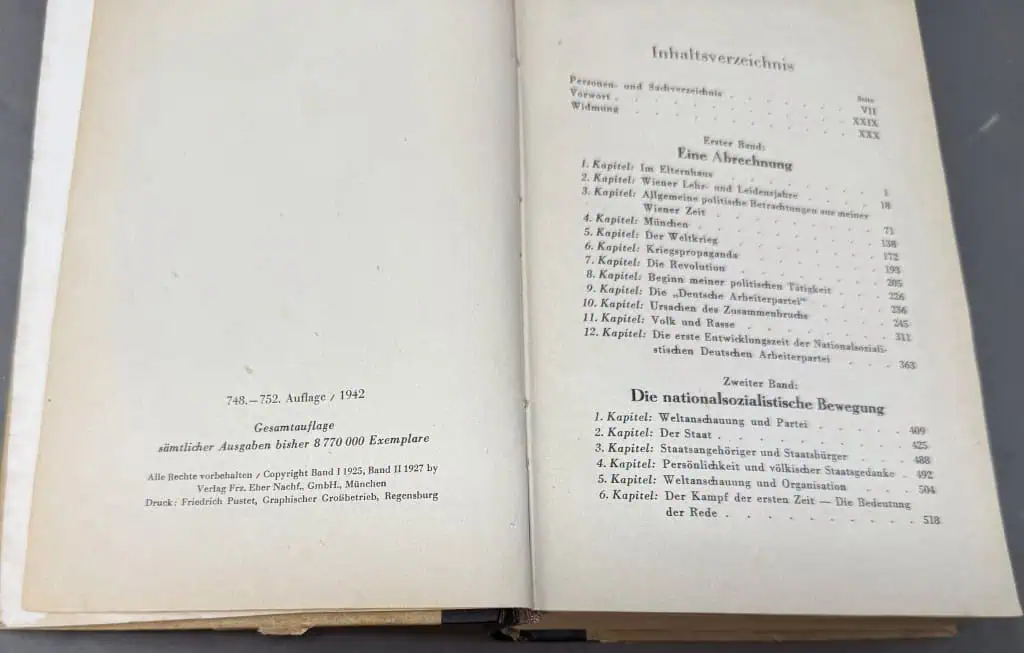 748.–752. Auflage / 1942
Gesamtauflage
sämtlicher Ausgaben bisher 8 770 000 Exemplare
Alle Rechte vorbehalten / Copyright Band I 1925, Band II 1927 by
Verlag Frz. Eher Nachf., GmbH., München
Druck: Friedrich Pustet, Graphischer Großbetrieb, Regensburg
Inhaltsverzeichnis
Seite
Personen- und Sachverzeichnis . . . . . . . VII
Vorwort . . . . . . . . . . XXIX
Widmung . . . . . . . . . . XXX
Erster Band:
Eine Abrechnung
1. Kapitel: Im Elternhaus . . . . . . . 1
2. Kapitel: Wiener Lehr- und Leidensjahre . . . . 18
3. Kapitel: Allgemeine politische Betrachtungen aus meiner
Wiener Zeit . . . . . . . . 71
4. Kapitel: München . . . . . . . . 138
5. Kapitel: Der Weltkrieg . . . . . . . 172
6. Kapitel: Kriegspropaganda . . . . . . 193
7. Kapitel: Die Revolution . . . . . . . 205
8. Kapitel: Beginn meiner politischen Tätigkeit . . . 226
9. Kapitel: Die „Deutsche Arbeiterpartei“ . . . . 236
10. Kapitel: Ursachen des Zusammenbruchs . . . . 245
11. Kapitel: Volk und Rasse . . . . . . . 311
12. Kapitel: Die erste Entwicklungszeit der Nationalsoziali-
stischen Deutschen Arbeiterpartei . . . 363
Zweiter Band:
Die nationalsozialistische Bewegung
1. Kapitel: Weltanschauung und Partei . . . . 409
2. Kapitel: Der Staat . . . . . . . . 425
3. Kapitel: Staatsangehöriger und Staatsbürger . . . 488
4. Kapitel: Persönlichkeit und völkischer Staatsgedanke . 492
5. Kapitel: Weltanschauung und Organisation . . . 504
6. Kapitel: Der Kampf der ersten Zeit — Die Bedeutung
der Rede . . . . . . . . . 518